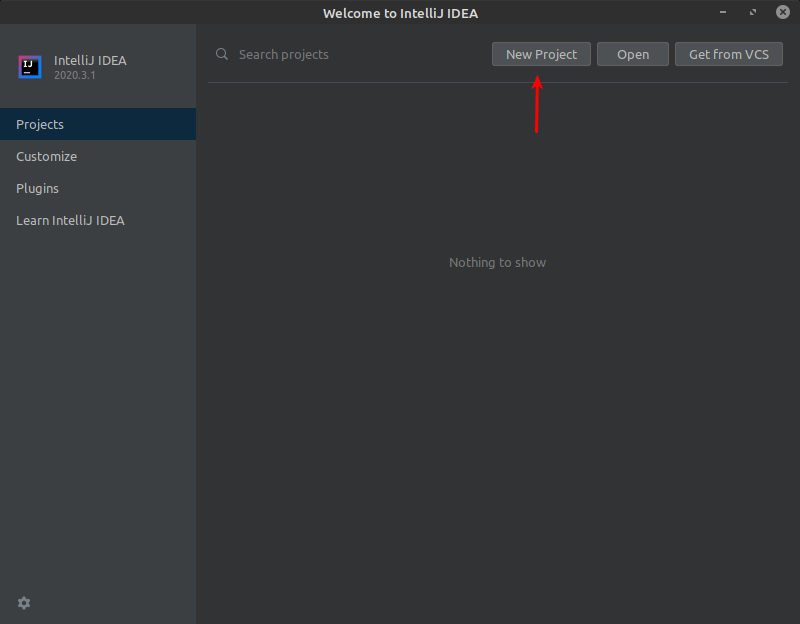 Welcome to IntelliJ IDEA
IJ
IntelliJ IDEA
2020.3.1
Search projects
New Project
Open
Get from VCS
Projects
Customize
Plugins
Learn IntelliJ IDEA
Nothing to show